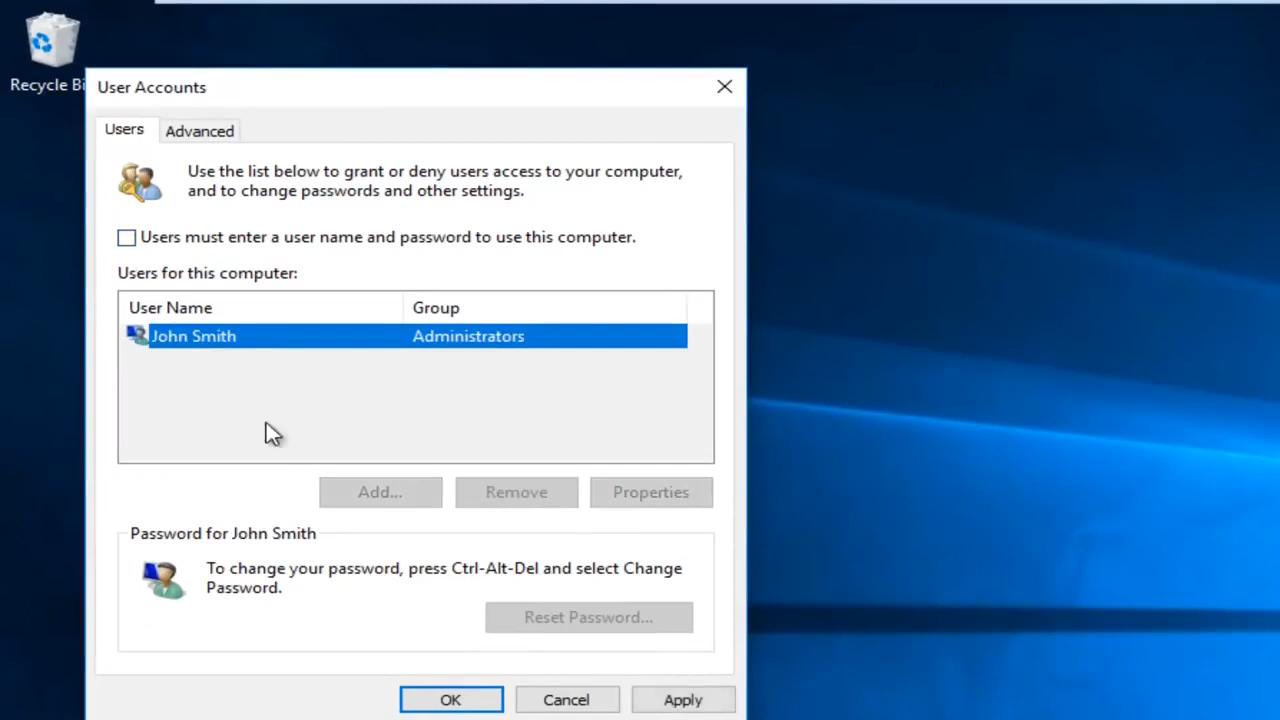 Recycle Bi
User Accounts
Users
Advanced
Use the list below to grant or deny users access to your computer,
and to change passwords and other settings.
Users must enter a user name and password to use this computer.
Users for this computer:
User Name
Group
John Smith
Administrators
Add...
Remove
Properties
Password for John Smith
To change your password, press Ctrl-Alt-Del and select Change
Password.
Reset Password...
OK
Cancel
Apply